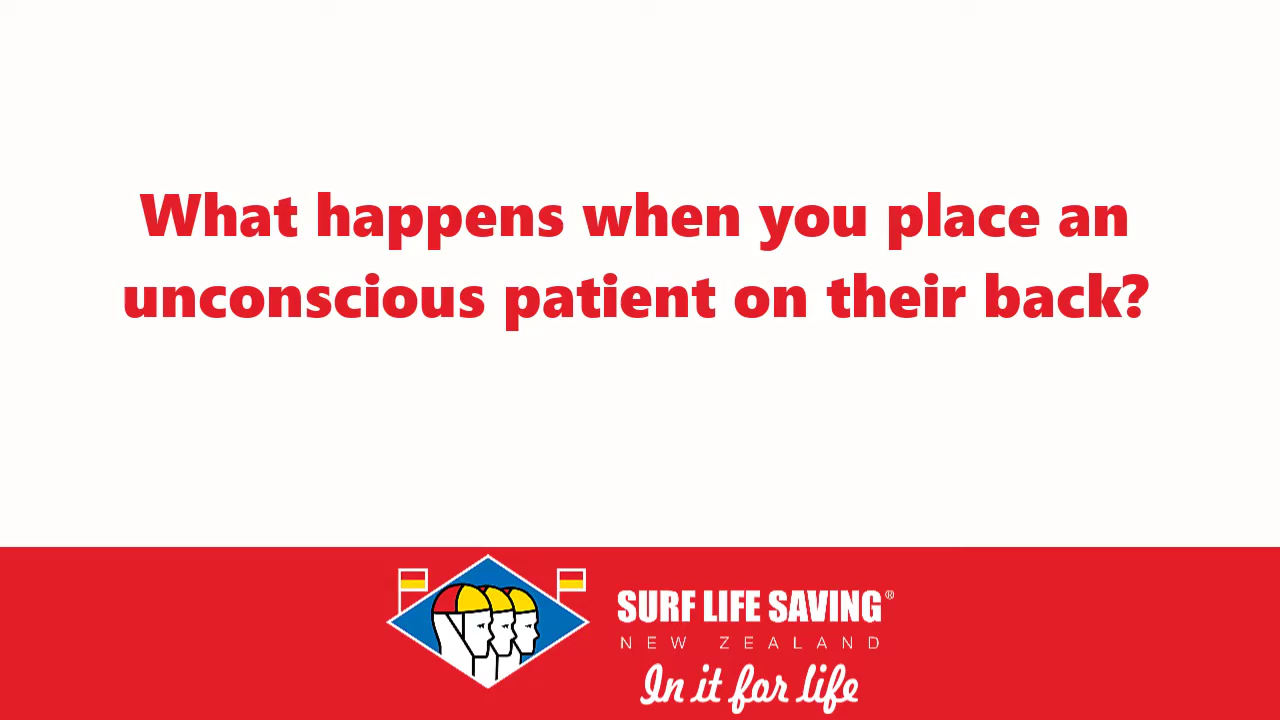 What happens when you place an
unconscious patient on their back?
SURF LIFE SAVING®
NEW ZEALAND
In it for life